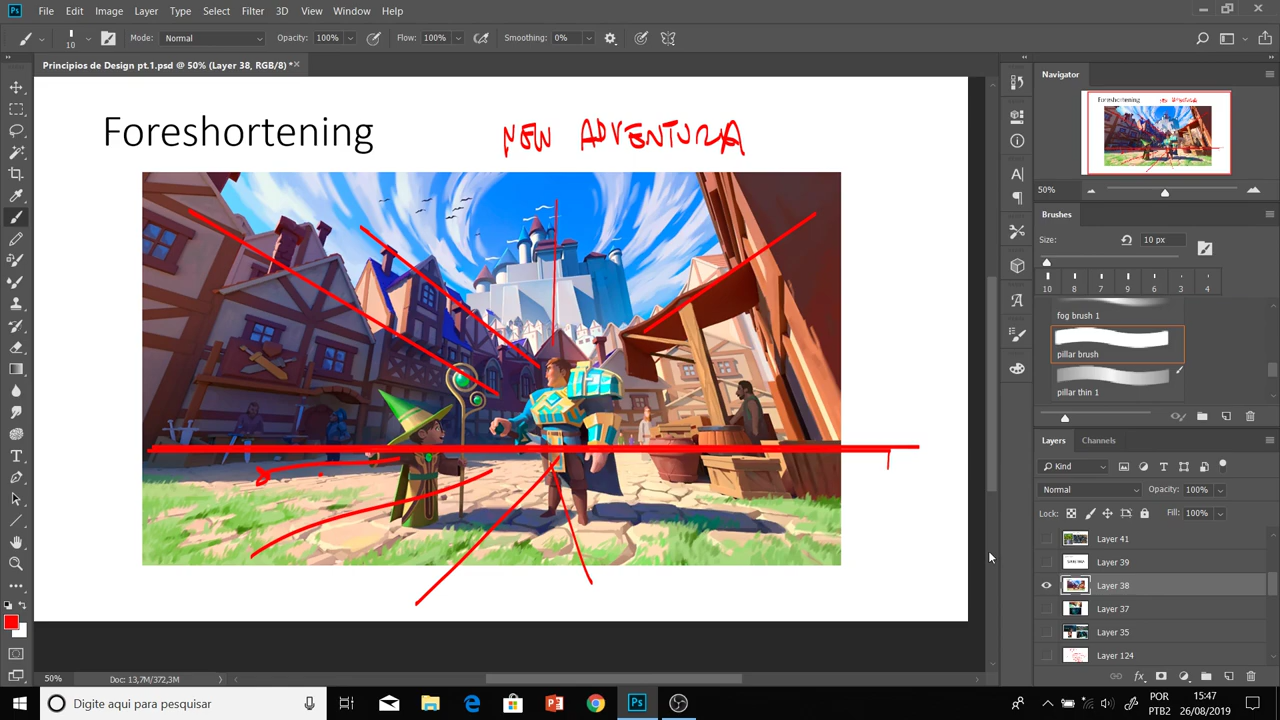 Ps File Edit Image Layer Type Select Filter 3D View Window Help
10 Mode: Normal Opacity: 100% Flow: 100% Smoothing: 0%
Principios de Design pt.1.psd @ 50% (Layer 38, RGB/8) *
Foreshortening NEW ADVENTURA
Navigator
50%
Brushes
Size: 10 px
10 8 7 9 6 3 4
fog brush 1
pillar brush
pillar thin 1
Layers Channels
Kind
Normal Opacity: 100%
Lock: Fill: 100%
Layer 41
Layer 39
Layer 38
Layer 37
Layer 35
Layer 124
50% Doc: 13,7M/372,3M
Digite aqui para pesquisar
POR 15:47
PTB2 26/08/2019